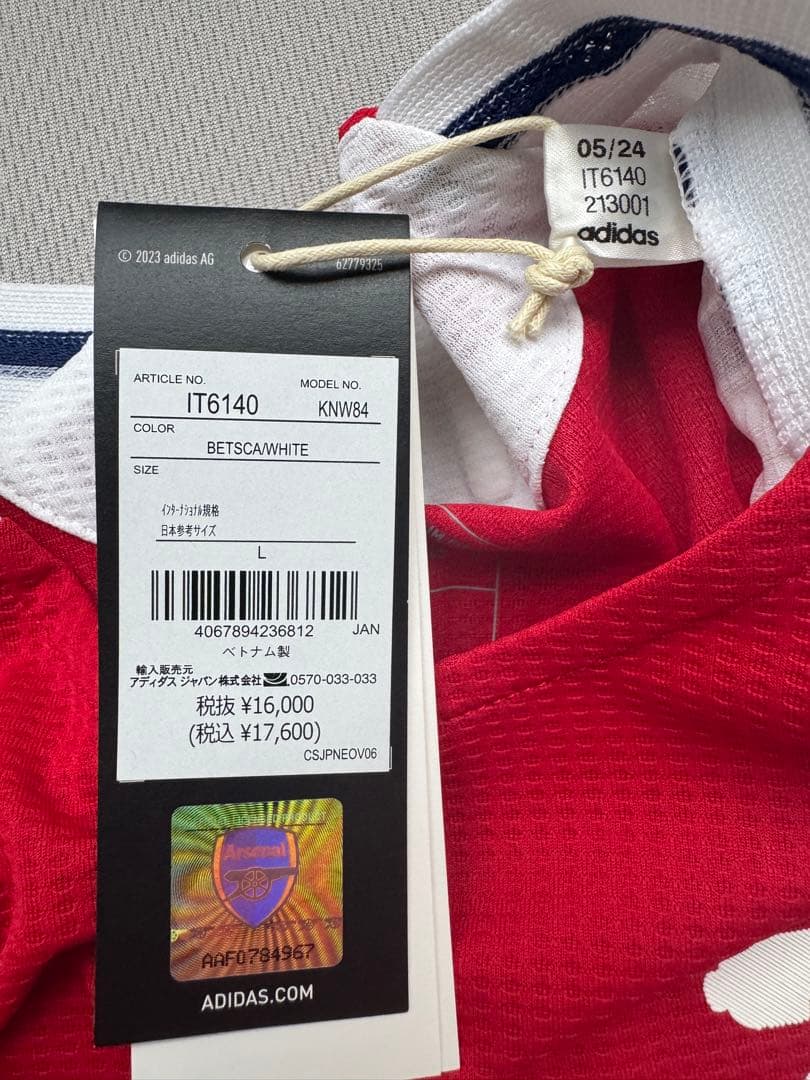 05/24
IT6140
213001
adidas
© 2023 adidas AG
62779325
ARTICLE NO.
MODEL NO.
IT6140
KNW84
COLOR
BETSCA/WHITE
SIZE
インターナショナル規格
日本参考サイズ
L
4067894236812 JAN
ベトナム製
輸入販売元
アディダス ジャパン株式会社 0570-033-033
税抜 ¥16,000
(税込 ¥17,600)
CSJPNEOV06
PRODUCT
Arsenal
AAF0784967
ADIDAS.COM